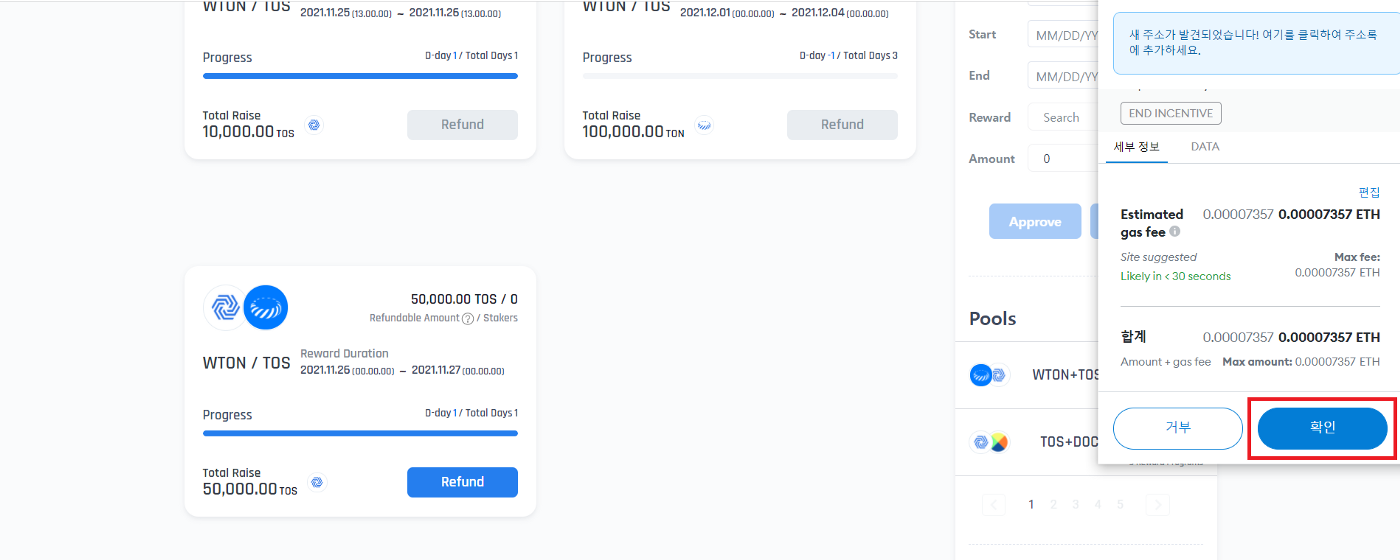 WTON / TOS
2021.11.25 (13.00.00) ~ 2021.11.26 (13.00.00)
Progress
D-day 1 / Total Days 1
Total Raise
10,000.00 TOS
Refund
WTON / TOS
2021.12.01 (00.00.00) ~ 2021.12.04 (00.00.00)
Progress
D-day -1 / Total Days 3
Total Raise
100,000.00 TON
Refund
50,000.00 TOS / 0
Refundable Amount ? / Stakers
WTON / TOS
Reward Duration
2021.11.26 (00.00.00) ~ 2021.11.27 (00.00.00)
Progress
D-day 1 / Total Days 1
Total Raise
50,000.00 TOS
Refund
Start
MM/DD/YY
End
MM/DD/YY
Reward
Search
Amount
0
Approve
Pools
WTON+TOS
TOS+DOC
1 2 3 4 5
새 주소가 발견되었습니다! 여기를 클릭하여 주소록
에 추가하세요.
END INCENTIVE
세부 정보
DATA
편집
Estimated
gas fee
0.00007357 0.00007357 ETH
Site suggested
Likely in < 30 seconds
Max fee:
0.00007357 ETH
합계
0.00007357 0.00007357 ETH
Amount + gas fee
Max amount: 0.00007357 ETH
거부
확인